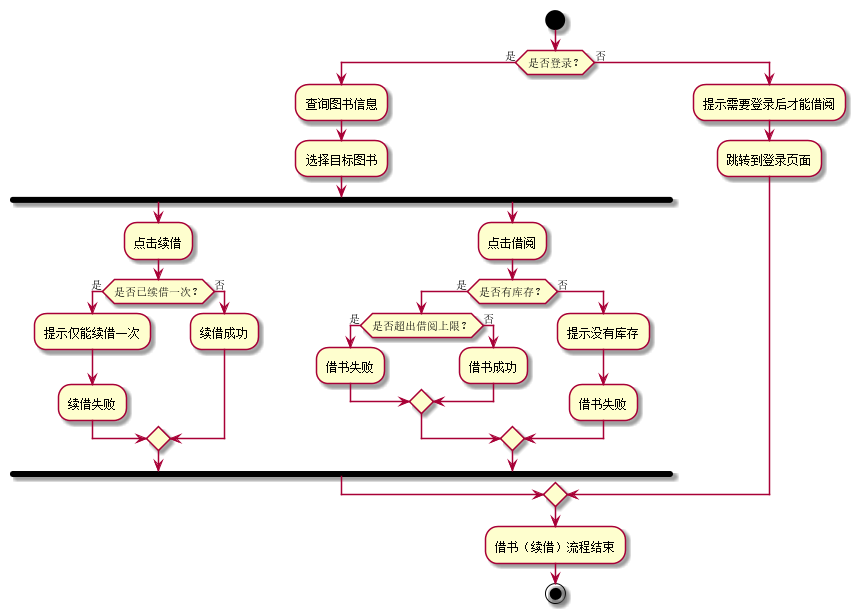 是
是否登录？
否
查询图书信息
提示需要登录后才能借阅
选择目标图书
跳转到登录页面
点击续借
点击借阅
是
是否已续借一次？
否
是
是否有库存？
否
提示仅能续借一次
续借成功
是
是否超出借阅上限？
否
提示没有库存
借书失败
借书成功
续借失败
借书失败
借书（续借）流程结束